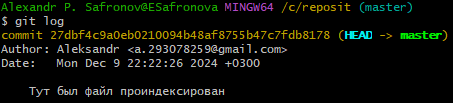 Alexandr P. Safronov@ESafronova MINGW64 /c/reposit (master)
$ git log
commit 27dbf4c9a0eb0210094b48af8755b47c7fdb8178 (HEAD -> master)
Author: Aleksandr <a.293078259@gmail.com>
Date:   Mon Dec 9 22:22:26 2024 +0300
    Тут был файл проиндексирован